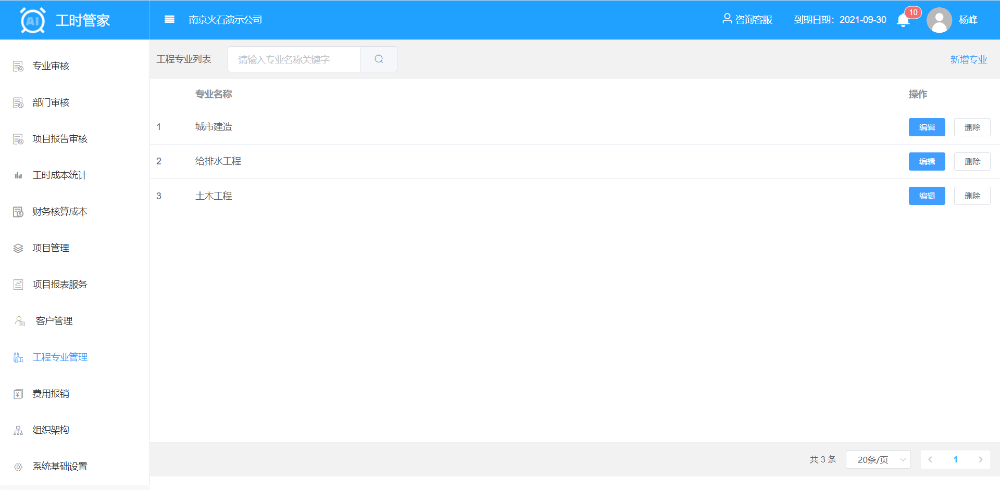 AI 工时管家
南京火石演示公司
咨询客服
到期日期：2021-09-30
10
杨峰
专业审核
部门审核
项目报告审核
工时成本统计
财务核算成本
项目管理
项目报表服务
客户管理
工程专业管理
费用报销
组织架构
系统基础设置
工程专业列表
请输入专业名称关键字
新增专业
专业名称 操作
1 城市建造 编辑 删除
2 给排水工程 编辑 删除
3 土木工程 编辑 删除
共 3 条 20条/页 1